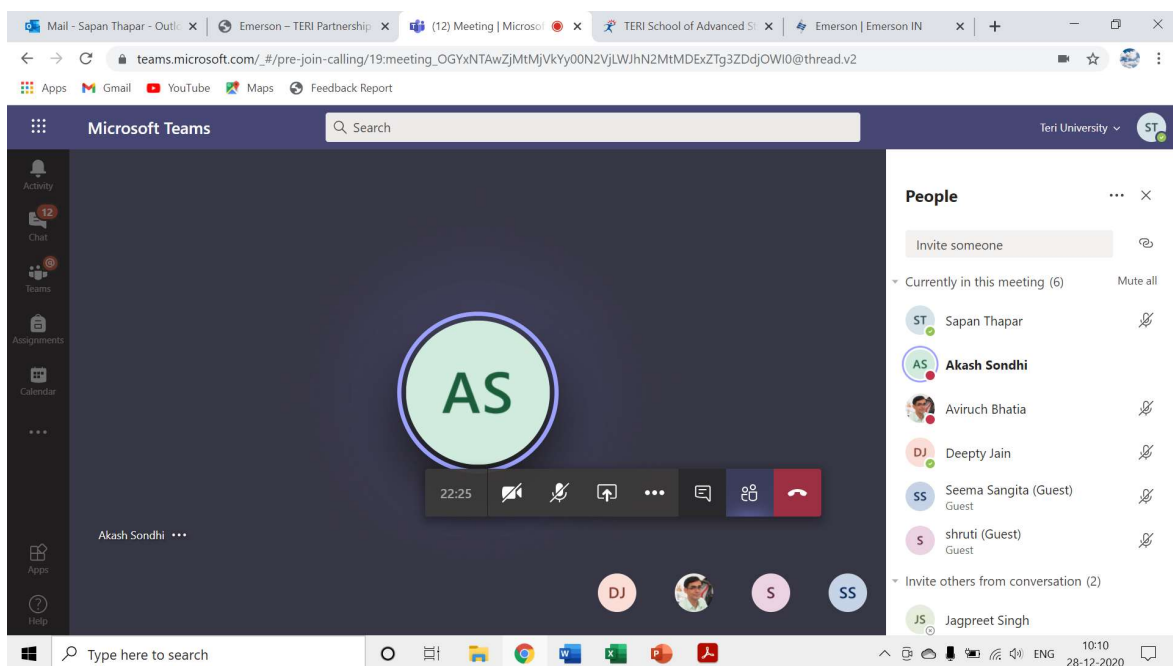 Mail - Sapan Thapar - Outlo
Emerson – TERI Partnership
(12) Meeting | Microsof
TERI School of Advanced S
Emerson | Emerson IN
teams.microsoft.com/_#/pre-join-calling/19:meeting_OGYxNTAwZjMtMjVkYy00N2VjLWJhN2MtMDExZTg3ZDdjOWI0@thread.v2
Apps
Gmail
YouTube
Maps
Feedback Report
Microsoft Teams
Search
Teri University
ST
Activity
12
Chat
@
Teams
Assignments
Calendar
Apps
Help
AS
22:25
Akash Sondhi •••
DJ
S
SS
People
Invite someone
Currently in this meeting (6)
Mute all
ST
Sapan Thapar
AS
Akash Sondhi
Aviruch Bhatia
DJ
Deepty Jain
SS
Seema Sangita (Guest)
Guest
S
shruti (Guest)
Guest
Invite others from conversation (2)
JS
Jagpreet Singh
Type here to search
ENG
10:10
28-12-2020